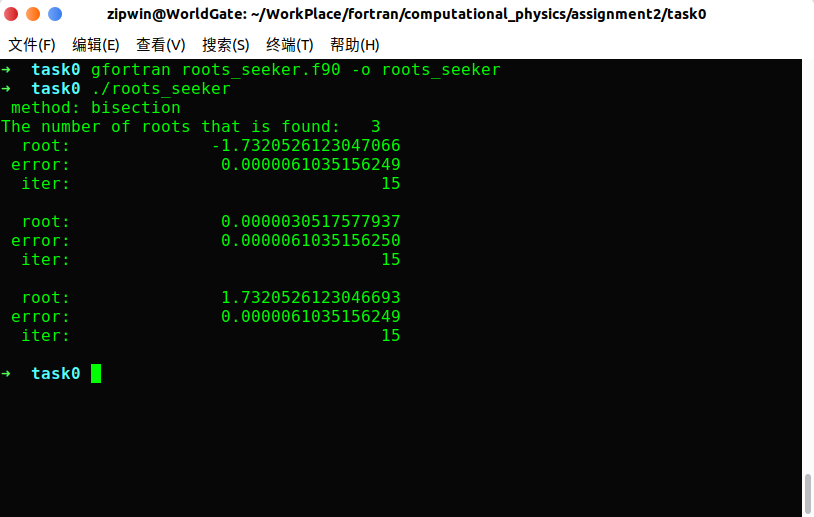 zipwin@WorldGate: ~/WorkPlace/fortran/computational_physics/assignment2/task0
文件(F) 编辑(E) 查看(V) 搜索(S) 终端(T) 帮助(H)
➜  task0 gfortran roots_seeker.f90 -o roots_seeker
➜  task0 ./roots_seeker
 method: bisection
The number of roots that is found:   3
  root:              -1.7320526123047066
 error:               0.0000061035156249
  iter:                               15
  root:               0.0000030517577937
 error:               0.0000061035156250
  iter:                               15
  root:               1.7320526123046693
 error:               0.0000061035156249
  iter:                               15
➜  task0